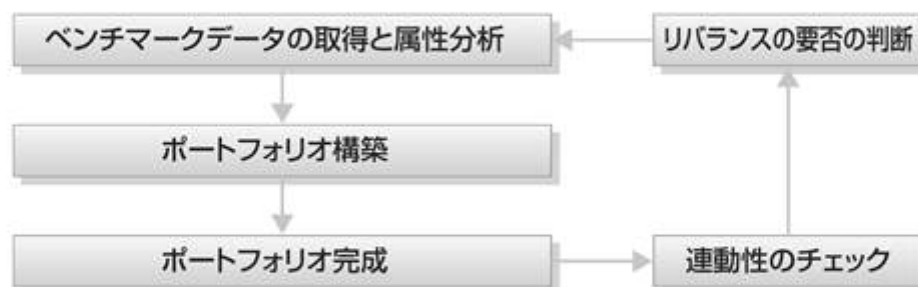 ベンチマークデータの取得と属性分析
リバランスの要否の判断
ポートフォリオ構築
ポートフォリオ完成
連動性のチェック